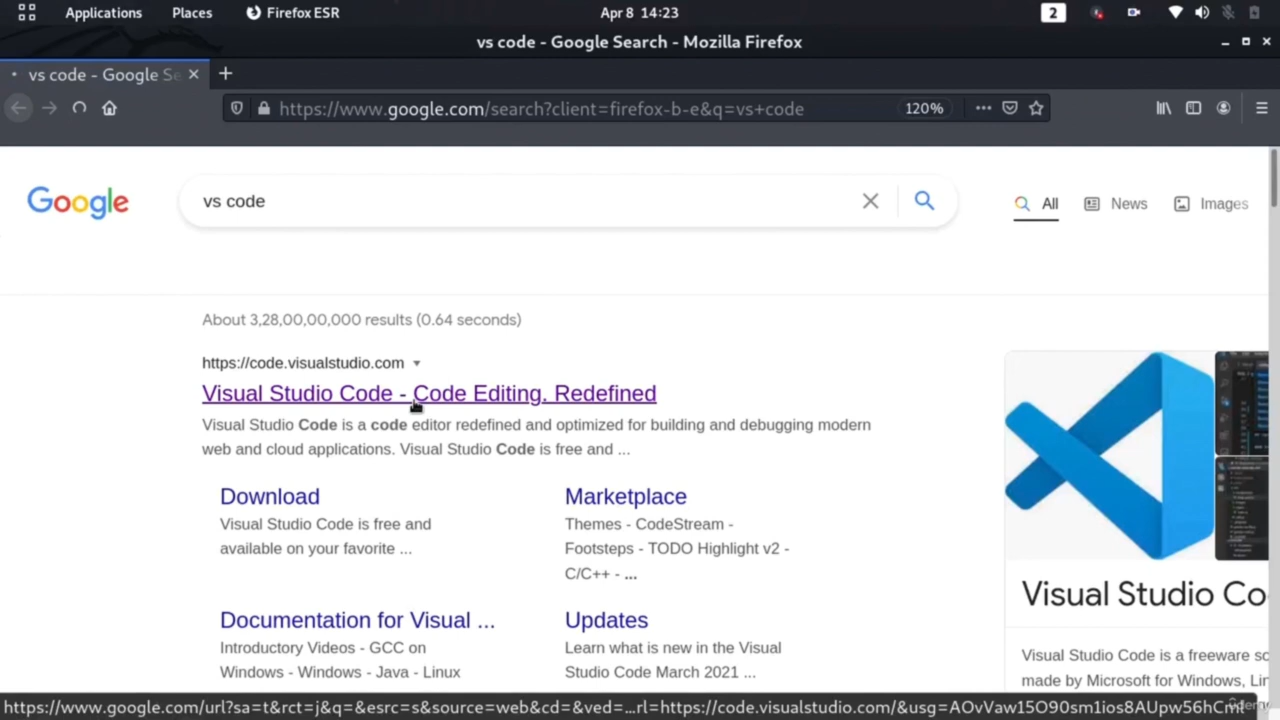 Applications Places Firefox ESR Apr 8 14:23 2
vs code - Google Search - Mozilla Firefox
vs code - Google Se
https://www.google.com/search?client=firefox-b-e&q=vs+code 120%
Google vs code All News Images
About 3,28,00,00,000 results (0.64 seconds)
https://code.visualstudio.com
Visual Studio Code - Code Editing. Redefined
Visual Studio Code is a code editor redefined and optimized for building and debugging modern
web and cloud applications. Visual Studio Code is free and ...
Download
Visual Studio Code is free and
available on your favorite ...
Marketplace
Themes - CodeStream -
Footsteps - TODO Highlight v2 -
C/C++ - ...
Documentation for Visual ...
Introductory Videos - GCC on
Windows - Windows - Java - Linux
Updates
Learn what is new in the Visual
Studio Code March 2021 ...
Visual Studio Co
Visual Studio Code is a freeware so
made by Microsoft for Windows, Lin
https://www.google.com/url?sa=t&rct=j&q=&esrc=s&source=web&cd=&ved=…rl=https://code.visualstudio.com/&usg=AOvVaw15O90sm1ios8AUpw56hCmt